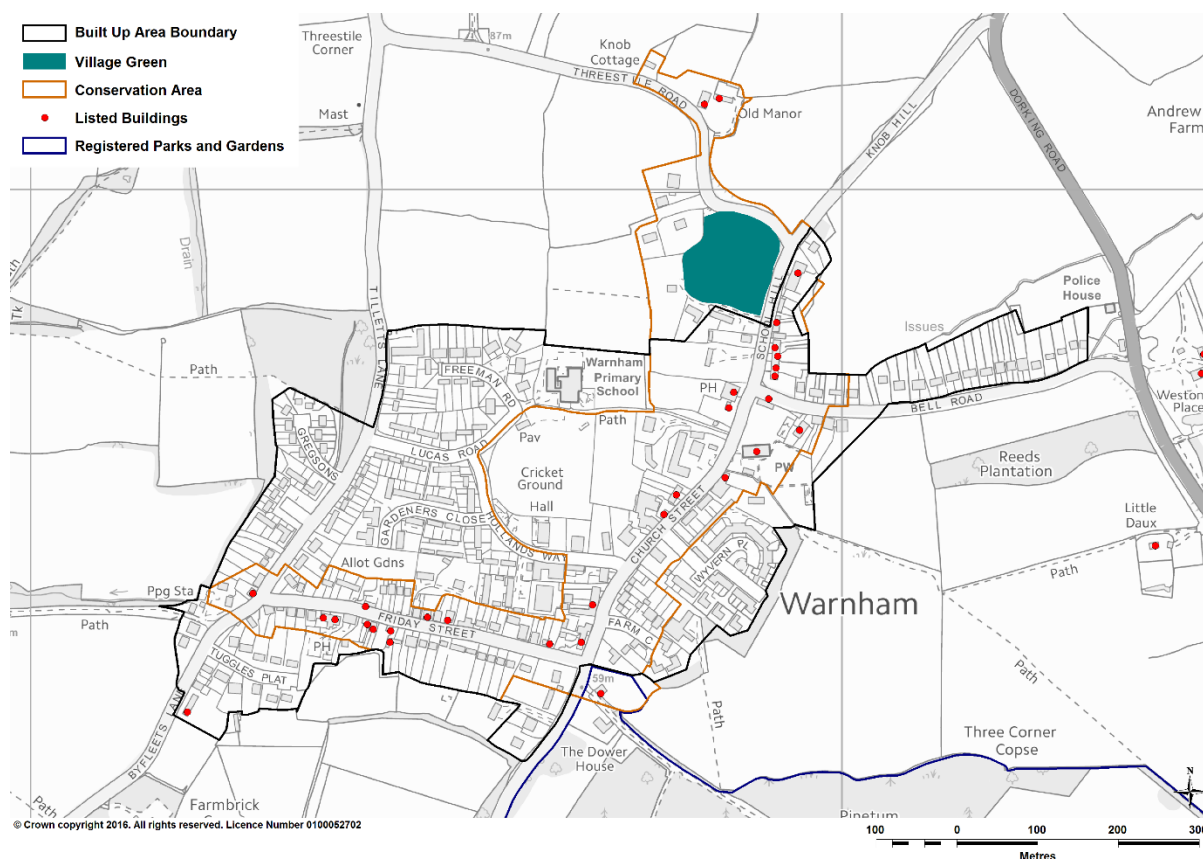 Built Up Area Boundary
Village Green
Conservation Area
Listed Buildings
Registered Parks and Gardens
Threestile
Corner
87m
Knob
Cottage
THREESTILE ROAD
Old Manor
KNOB HILL
DORKING ROAD
Andrew
Farm
Mast
Drain
Tk
TILLETTS LANE
Path
SCHOOL HILL
Police
House
Issues
Warnham
Primary
School
FREEMAN RD
PH
Path
BELL ROAD
Weston
Place
Pav
LUCAS ROAD
GREGSONS
Cricket
Ground
Hall
PW
Reeds
Plantation
Little
Daux
GARDENERS CLOSE
HOLLANDS WAY
CHURCH STREET
WYVERN PL
Path
Allot Gdns
Ppg Sta
Path
Warnham
FRIDAY STREET
FARM C
PH
TUGGLES PLAT
59m
Path
Path
BYFLEETS LANE
The Dower
House
Three Corner
Copse
Path
Farmbrick
Pinetum
N
© Crown copyright 2016. All rights reserved. Licence Number 0100052702
100 0 100 200 300
Metres